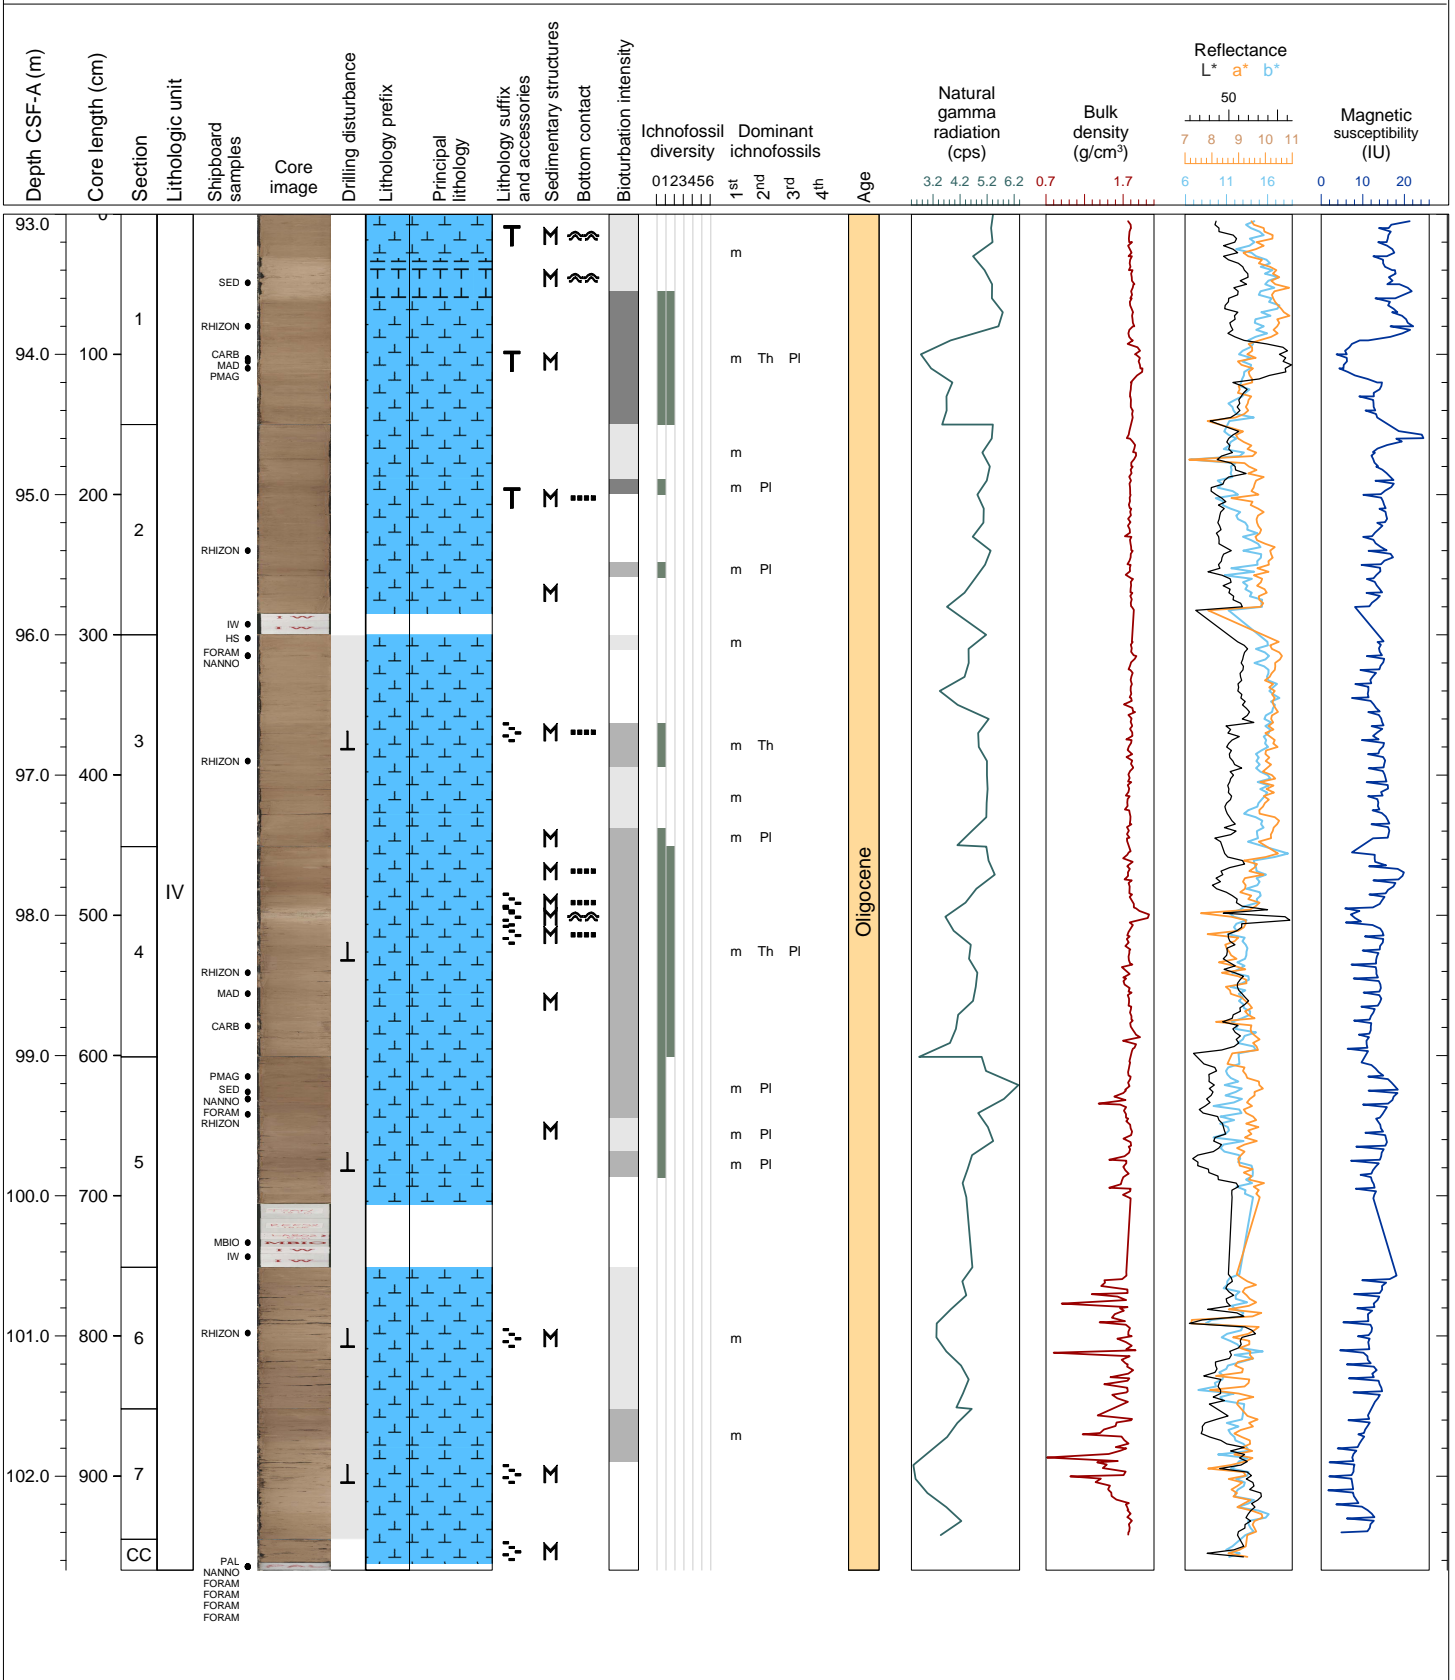 Depth CSF-A (m)
Core length (cm)
Section
Lithologic unit
Shipboard
samples
Core
image
Drilling disturbance
Lithology prefix
Principal
lithology
Lithology suffix
and accessories
Sedimentary structures
Bottom contact
Bioturbation intensity
Ichnofossil
diversity
0123456
Dominant
ichnofossils
1st 2nd 3rd 4th
Age
Natural
gamma
radiation
(cps)
3.2 4.2 5.2 6.2
Bulk
density
(g/cm³)
0.7 1.7
Reflectance
L* a* b*
50
7 8 9 10 11
6 11 16
Magnetic
susceptibility
(IU)
0 10 20
93.0 0
SED
1
RHIZON
94.0 100
CARB
MAD
PMAG
95.0 200
2
RHIZON
IW
96.0 300
HS
FORAM
NANNO
3
RHIZON
97.0 400
IV
98.0 500
4
RHIZON
MAD
CARB
99.0 600
PMAG
SED
NANNO
FORAM
RHIZON
5
100.0 700
MBIO
IW
RHIZON
101.0 800
6
102.0 900
7
CC
PAL
NANNO
FORAM
FORAM
FORAM
FORAM
I W
MBIO
I W
I W
m
m Th Pl
m
m Pl
m Pl
m
m Th
m
m Pl
m Th Pl
m Pl
m Pl
m Pl
m
m
Oligocene